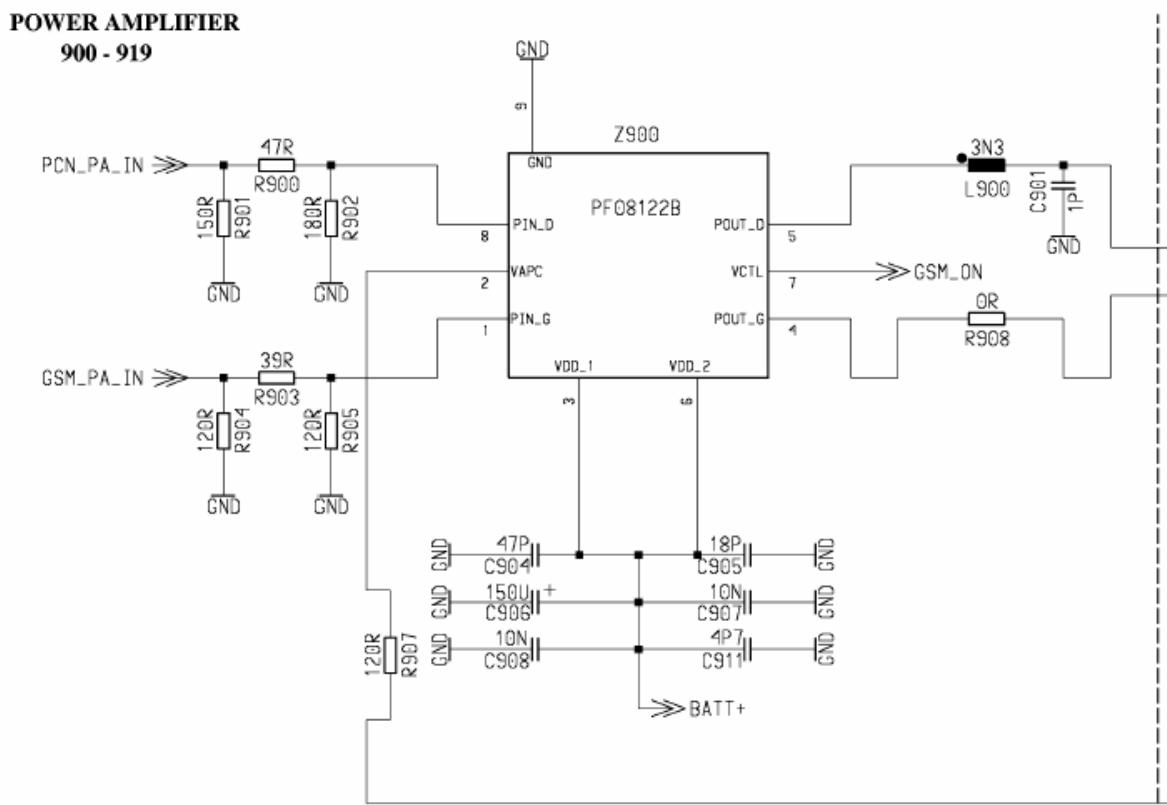 POWER AMPLIFIER
900 - 919
GND
9
Z900
GND
PF08122B
PCN_PA_IN
47R
R900
150R
R901
180R
R902
GND
GND
8
PIN_D
2
VAPC
1
PIN_G
POUT_D
5
VCTL
7
POUT_G
4
3N3
L900
C901
1P
GND
GSM_ON
0R
R908
VDD_1
VDD_2
3
6
GSM_PA_IN
39R
R903
120R
R904
120R
R905
GND
GND
GND
47P
C904
18P
C905
GND
GND
150U
+
C906
10N
C907
GND
GND
10N
C908
4P7
C911
GND
120R
R907
BATT+